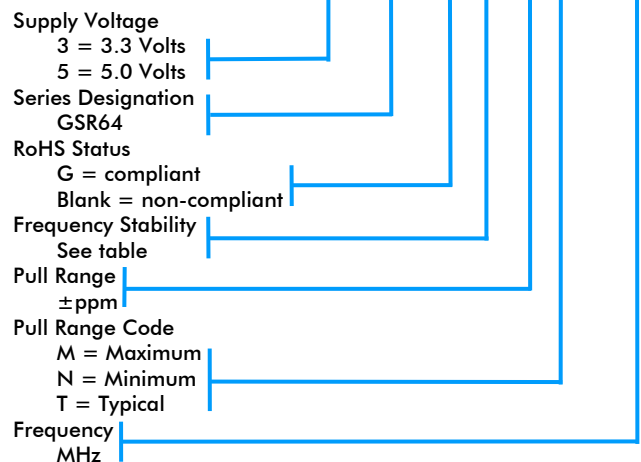 Supply Voltage
3 = 3.3 Volts
5 = 5.0 Volts
Series Designation
GSR64
RoHS Status
G = compliant
Blank = non-compliant
Frequency Stability
See table
Pull Range
±ppm
Pull Range Code
M = Maximum
N = Minimum
T = Typical
Frequency
MHz